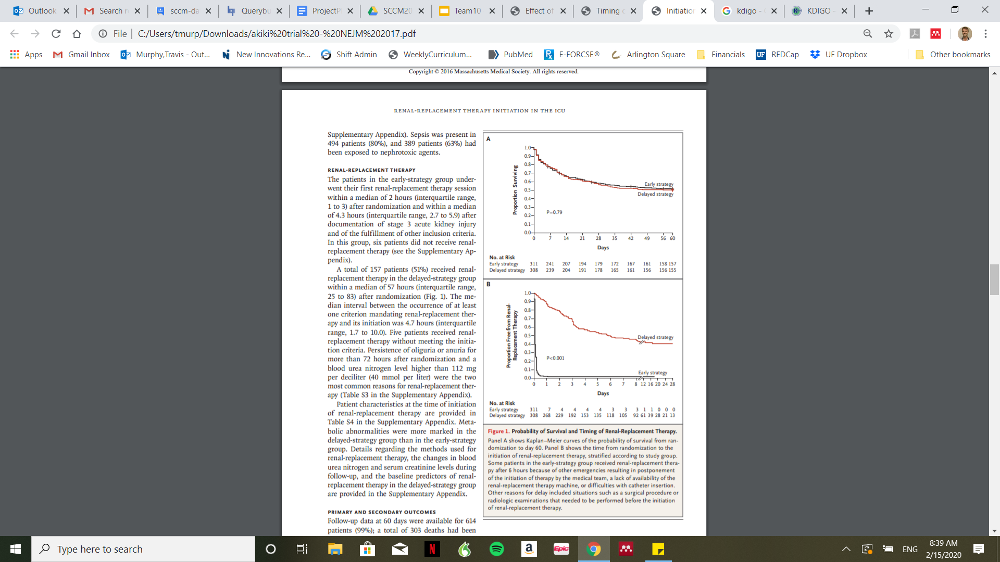 Outlook
Search r
sccm-da
Querybu
ProjectP
SCCM20
Team10
Effect of
Timing o
Initiation
kdigo -
KDIGO –
File
C:/Users/tmurp/Downloads/akiki%20trial%20-%20NEJM%202017.pdf
Apps
Gmail Inbox
Murphy,Travis - Out...
New Innovations Re...
Shift Admin
WeeklyCurriculum...
PubMed
E-FORCSE®
Arlington Square
Financials
UF REDCap
UF Dropbox
Other bookmarks
Copyright © 2016 Massachusetts Medical Society. All rights reserved.
RENAL-REPLACEMENT THERAPY INITIATION IN THE ICU
Supplementary Appendix). Sepsis was present in
494 patients (80%), and 389 patients (63%) had
been exposed to nephrotoxic agents.
RENAL-REPLACEMENT THERAPY
The patients in the early-strategy group under-
went their first renal-replacement therapy session
within a median of 2 hours (interquartile range,
1 to 3) after randomization and within a median
of 4.3 hours (interquartile range, 2.7 to 5.9) after
documentation of stage 3 acute kidney injury
and of the fulfillment of other inclusion criteria.
In this group, six patients did not receive renal-
replacement therapy (see the Supplementary Ap-
pendix).
A total of 157 patients (51%) received renal-
replacement therapy in the delayed-strategy group
within a median of 57 hours (interquartile range,
25 to 83) after randomization (Fig. 1). The me-
dian interval between the occurrence of at least
one criterion mandating renal-replacement ther-
apy and its initiation was 4.7 hours (interquartile
range, 1.7 to 10.0). Five patients received renal-
replacement therapy without meeting the initia-
tion criteria. Persistence of oliguria or anuria for
more than 72 hours after randomization and a
blood urea nitrogen level higher than 112 mg
per deciliter (40 mmol per liter) were the two
most common reasons for renal-replacement ther-
apy (Table S3 in the Supplementary Appendix).
Patient characteristics at the time of initiation
of renal-replacement therapy are provided in
Table S4 in the Supplementary Appendix. Meta-
bolic abnormalities were more marked in the
delayed-strategy group than in the early-strategy
group. Details regarding the methods used for
renal-replacement therapy, the changes in blood
urea nitrogen and serum creatinine levels during
follow-up, and the baseline predictors of renal-
replacement therapy in the delayed-strategy group
are provided in the Supplementary Appendix.
PRIMARY AND SECONDARY OUTCOMES
Follow-up data at 60 days were available for 614
patients (99%); a total of 303 deaths had been
A
Proportion Surviving
1.0
0.9
0.8
0.7
0.6
0.5
0.4
0.3
0.2
0.1
0.0
Early strategy
Delayed strategy
P=0.79
0 7 14 21 28 35 42 49 56 60
Days
No. at Risk
Early strategy 311 241 207 194 179 172 167 161 158 157
Delayed strategy 308 239 204 191 178 165 161 156 156 155
B
Proportion Free from Renal-
Replacement Therapy
1.0
0.9
0.8
0.7
0.6
0.5
0.4
0.3
0.2
0.1
0.0
Delayed strategy
P<0.001
Early strategy
0 1 2 3 4 5 6 7 8 12 16 20 24 28
Days
No. at Risk
Early strategy 311 7 4 4 4 4 3 3 3 1 1 0 0 0
Delayed strategy 308 268 229 192 153 135 118 105 92 61 39 28 21 13
Figure 1. Probability of Survival and Timing of Renal-Replacement Therapy.
Panel A shows Kaplan–Meier curves of the probability of survival from ran-
domization to day 60. Panel B shows the time from randomization to the
initiation of renal-replacement therapy, stratified according to study group.
Some patients in the early-strategy group received renal-replacement thera-
py after 6 hours because of other emergencies resulting in postponement
of the initiation of therapy by the medical team, a lack of availability of the
renal-replacement therapy machine, or difficulties with catheter insertion.
Other reasons for delay included situations such as a surgical procedure or
radiologic examinations that needed to be performed before the initiation
of renal-replacement therapy.
Type here to search
Epic
ENG
8:39 AM
2/15/2020